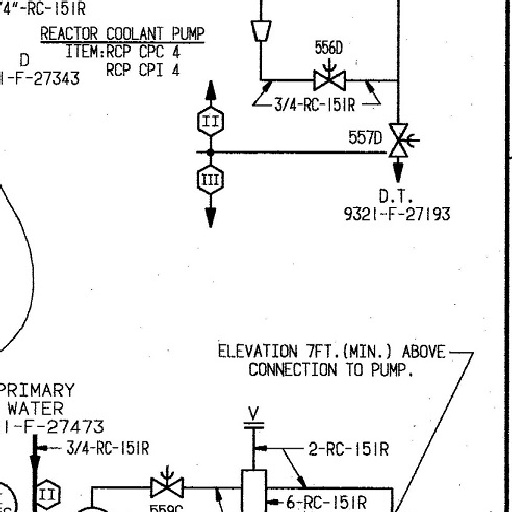 /4"-RC-151R
REACTOR COOLANT PUMP
ITEM:RCP CPC 4
RCP CPI 4
D
1-F-27343
556D
3/4-RC-151R
II
557D
III
D.T.
9321-F-27193
ELEVATION 7FT.(MIN.) ABOVE
CONNECTION TO PUMP.
PRIMARY
WATER
1-F-27473
V
3/4-RC-151R
2-RC-151R
II
559C
6-RC-151R